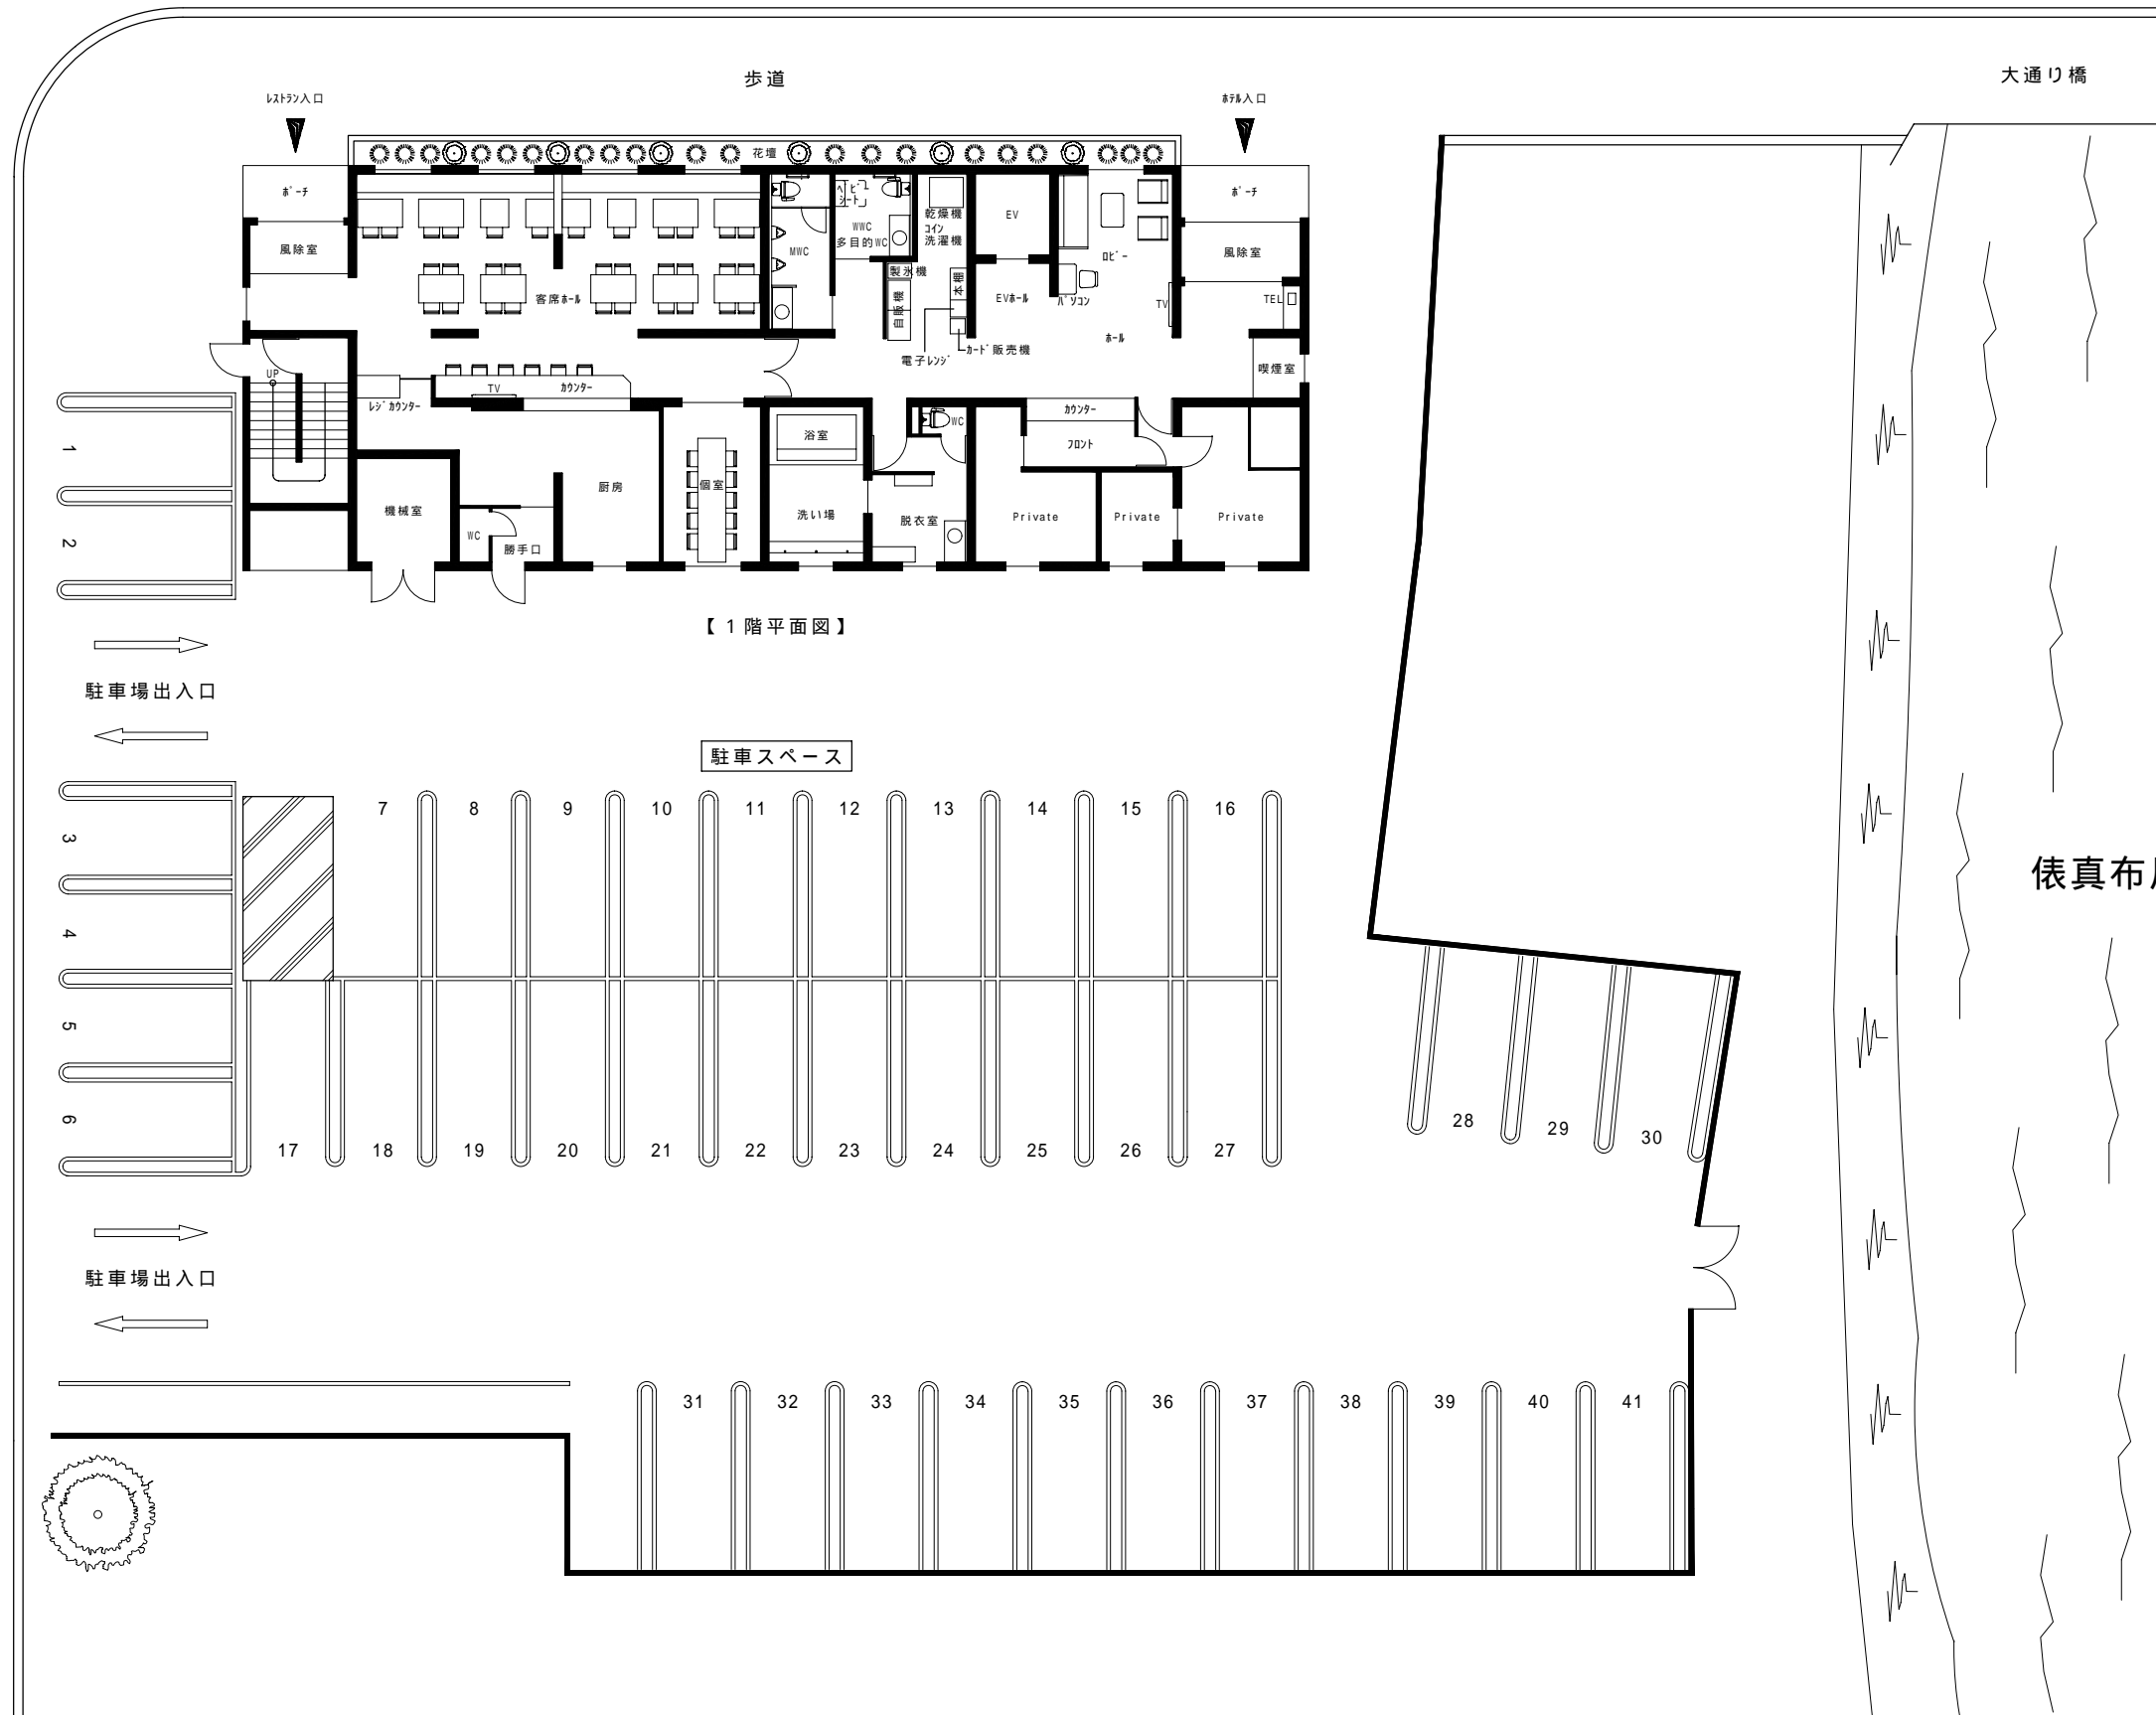 歩道
大通り橋
ﾚｽﾄﾗﾝ入口
ﾎﾃﾙ入口
花壇
ﾎﾟｰﾁ
ﾎﾟｰﾁ
ﾍﾞﾋﾞｰ
ｼｰﾄ
乾燥機
ｺｲﾝ
洗濯機
EV
WWC
多目的WC
MWC
風除室
ﾛﾋﾞｰ
風除室
製氷機
本棚
自販機
客席ﾎｰﾙ
EVﾎｰﾙ
ﾊﾟｿｺﾝ
TV
TEL
ﾎｰﾙ
電子ﾚﾝｼﾞ
ｶｰﾄﾞ販売機
喫煙室
UP
TV
ｶｳﾝﾀｰ
ﾚｼﾞｶｳﾝﾀｰ
ｶｳﾝﾀｰ
WC
浴室
ﾌﾛﾝﾄ
厨房
個室
機械室
洗い場
脱衣室
Private
Private
Private
WC
勝手口
1
2
【１階平面図】
駐車場出入口
駐車スペース
3
4
5
6
7
8
9
10
11
12
13
14
15
16
俵真布
17
18
19
20
21
22
23
24
25
26
27
28
29
30
駐車場出入口
31
32
33
34
35
36
37
38
39
40
41